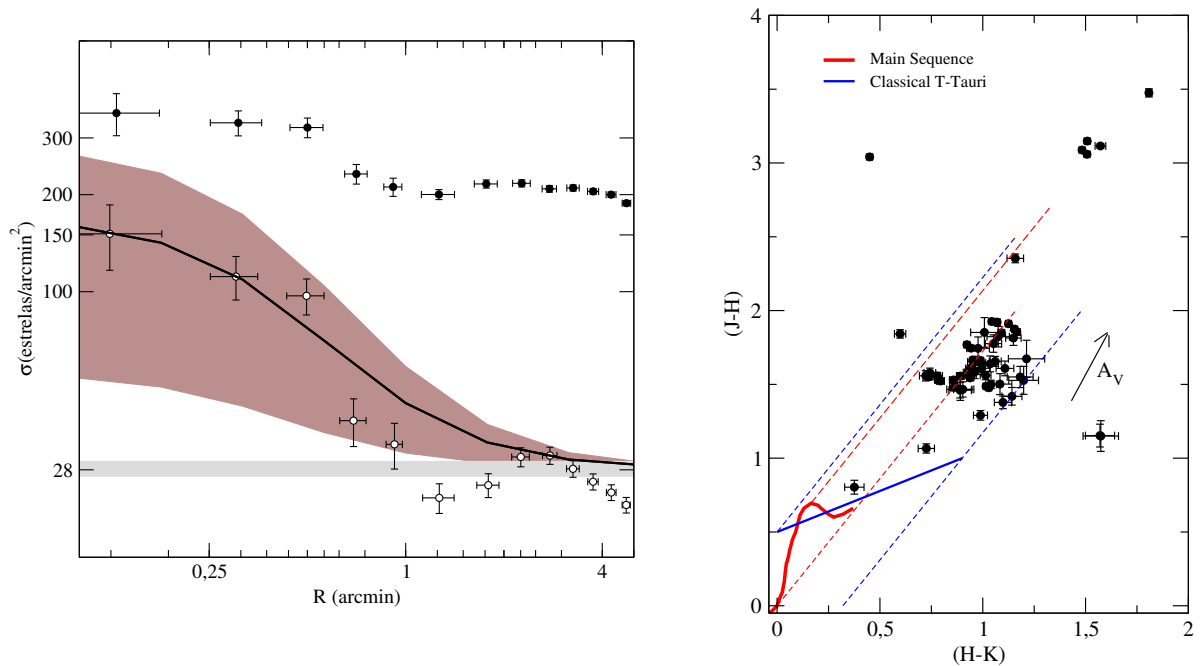 300
200
150
100
28
σ(estrelas/arcmin²)
0,25
1
4
R (arcmin)
4
3
2
1
0
(J-H)
Main Sequence
Classical T-Tauri
A_V
0
0,5
1
1,5
2
(H-K)